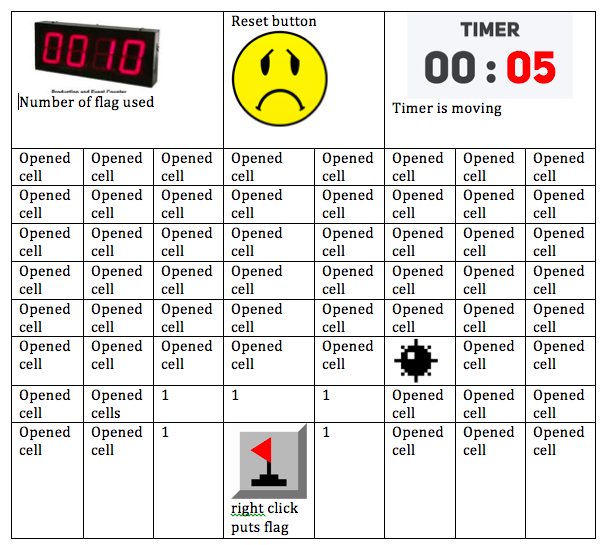 0010
Production and Event Counter
Number of flag used
Reset button
TIMER
00 : 05
Timer is moving
Opened Opened Opened Opened Opened Opened Opened Opened
cell cell cell cell cell cell cell cell
Opened Opened Opened Opened Opened Opened Opened Opened
cell cell cell cell cell cell cell cell
Opened Opened Opened Opened Opened Opened Opened Opened
cell cell cell cell cell cell cell cell
Opened Opened Opened Opened Opened Opened Opened Opened
cell cell cell cell cell cell cell cell
Opened Opened Opened Opened Opened Opened Opened Opened
cell cell cell cell cell cell cell cell
Opened Opened Opened Opened Opened Opened Opened
cell cell cell cell cell cell cell
Opened Opened 1 1 1 Opened Opened Opened
cell cells cell cell cell
Opened Opened 1 1 Opened Opened Opened
cell cell cell cell cell
right click
puts flag